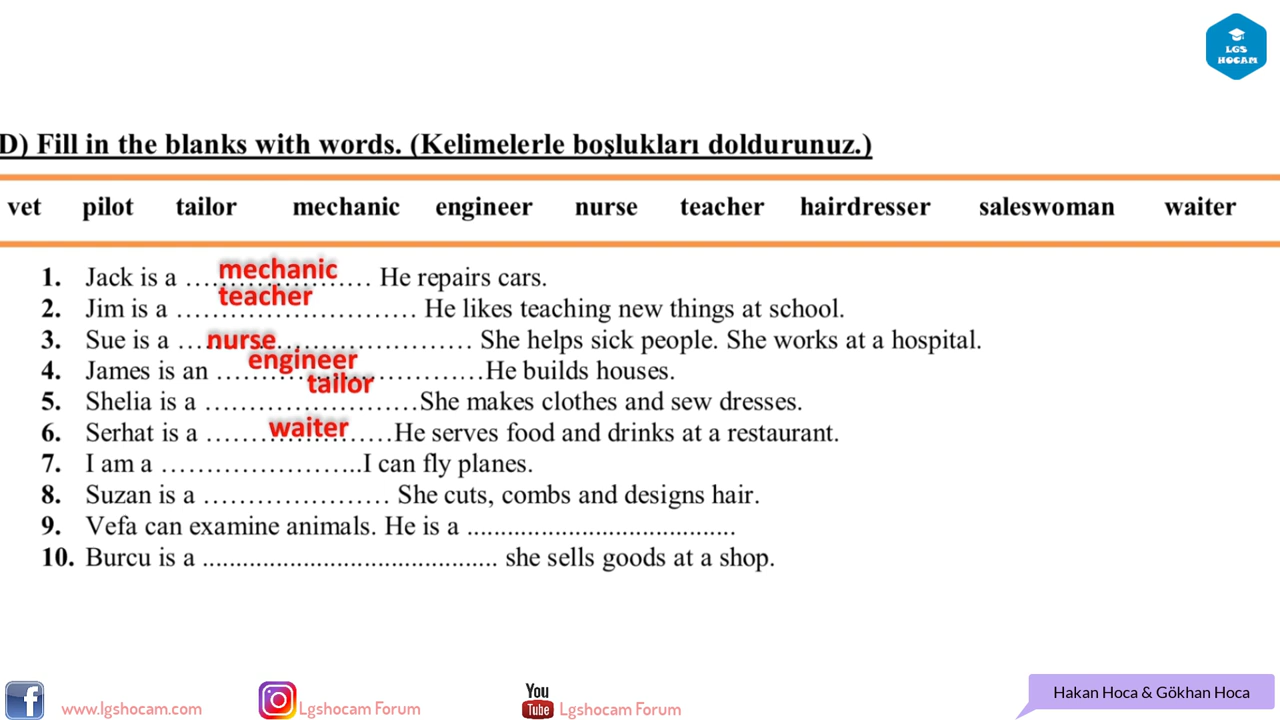 LGS
HOCAM
D) Fill in the blanks with words. (Kelimelerle boşlukları doldurunuz.)
vet pilot tailor mechanic engineer nurse teacher hairdresser saleswoman waiter
1. Jack is a …mechanic… He repairs cars.
2. Jim is a …teacher… He likes teaching new things at school.
3. Sue is a …nurse… She helps sick people. She works at a hospital.
4. James is an …engineer…He builds houses.
5. Shelia is a …tailor…She makes clothes and sew dresses.
6. Serhat is a …waiter…He serves food and drinks at a restaurant.
7. I am a …………………..I can fly planes.
8. Suzan is a ………………… She cuts, combs and designs hair.
9. Vefa can examine animals. He is a ........................................
10. Burcu is a ............................................ she sells goods at a shop.
www.lgshocam.com Lgshocam Forum You Tube Lgshocam Forum
Hakan Hoca & Gökhan Hoca